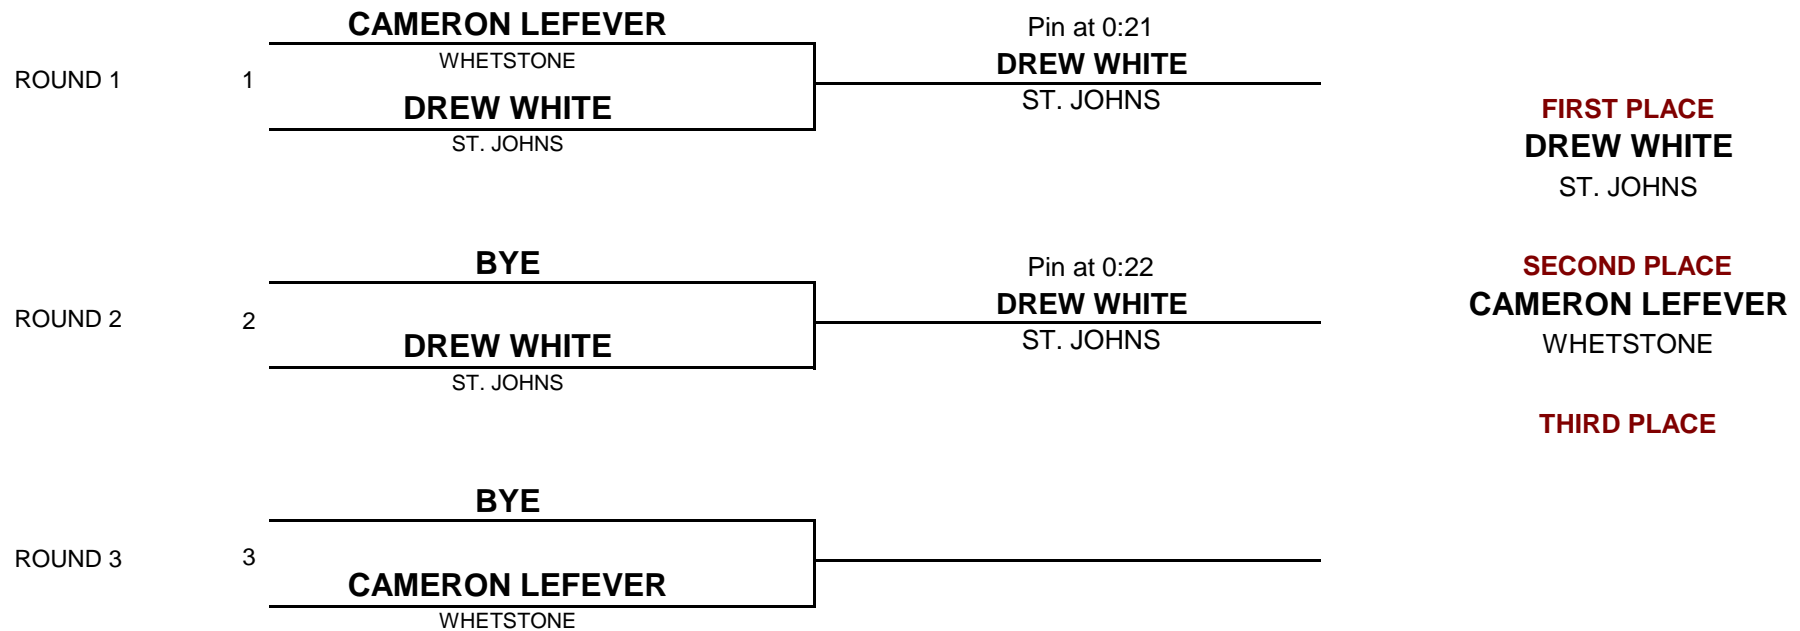 CAMERON LEFEVER
WHETSTONE
ROUND 1
1
DREW WHITE
ST. JOHNS
Pin at 0:21
DREW WHITE
ST. JOHNS
BYE
ROUND 2
2
DREW WHITE
ST. JOHNS
Pin at 0:22
DREW WHITE
ST. JOHNS
BYE
ROUND 3
3
CAMERON LEFEVER
WHETSTONE
FIRST PLACE
DREW WHITE
ST. JOHNS
SECOND PLACE
CAMERON LEFEVER
WHETSTONE
THIRD PLACE